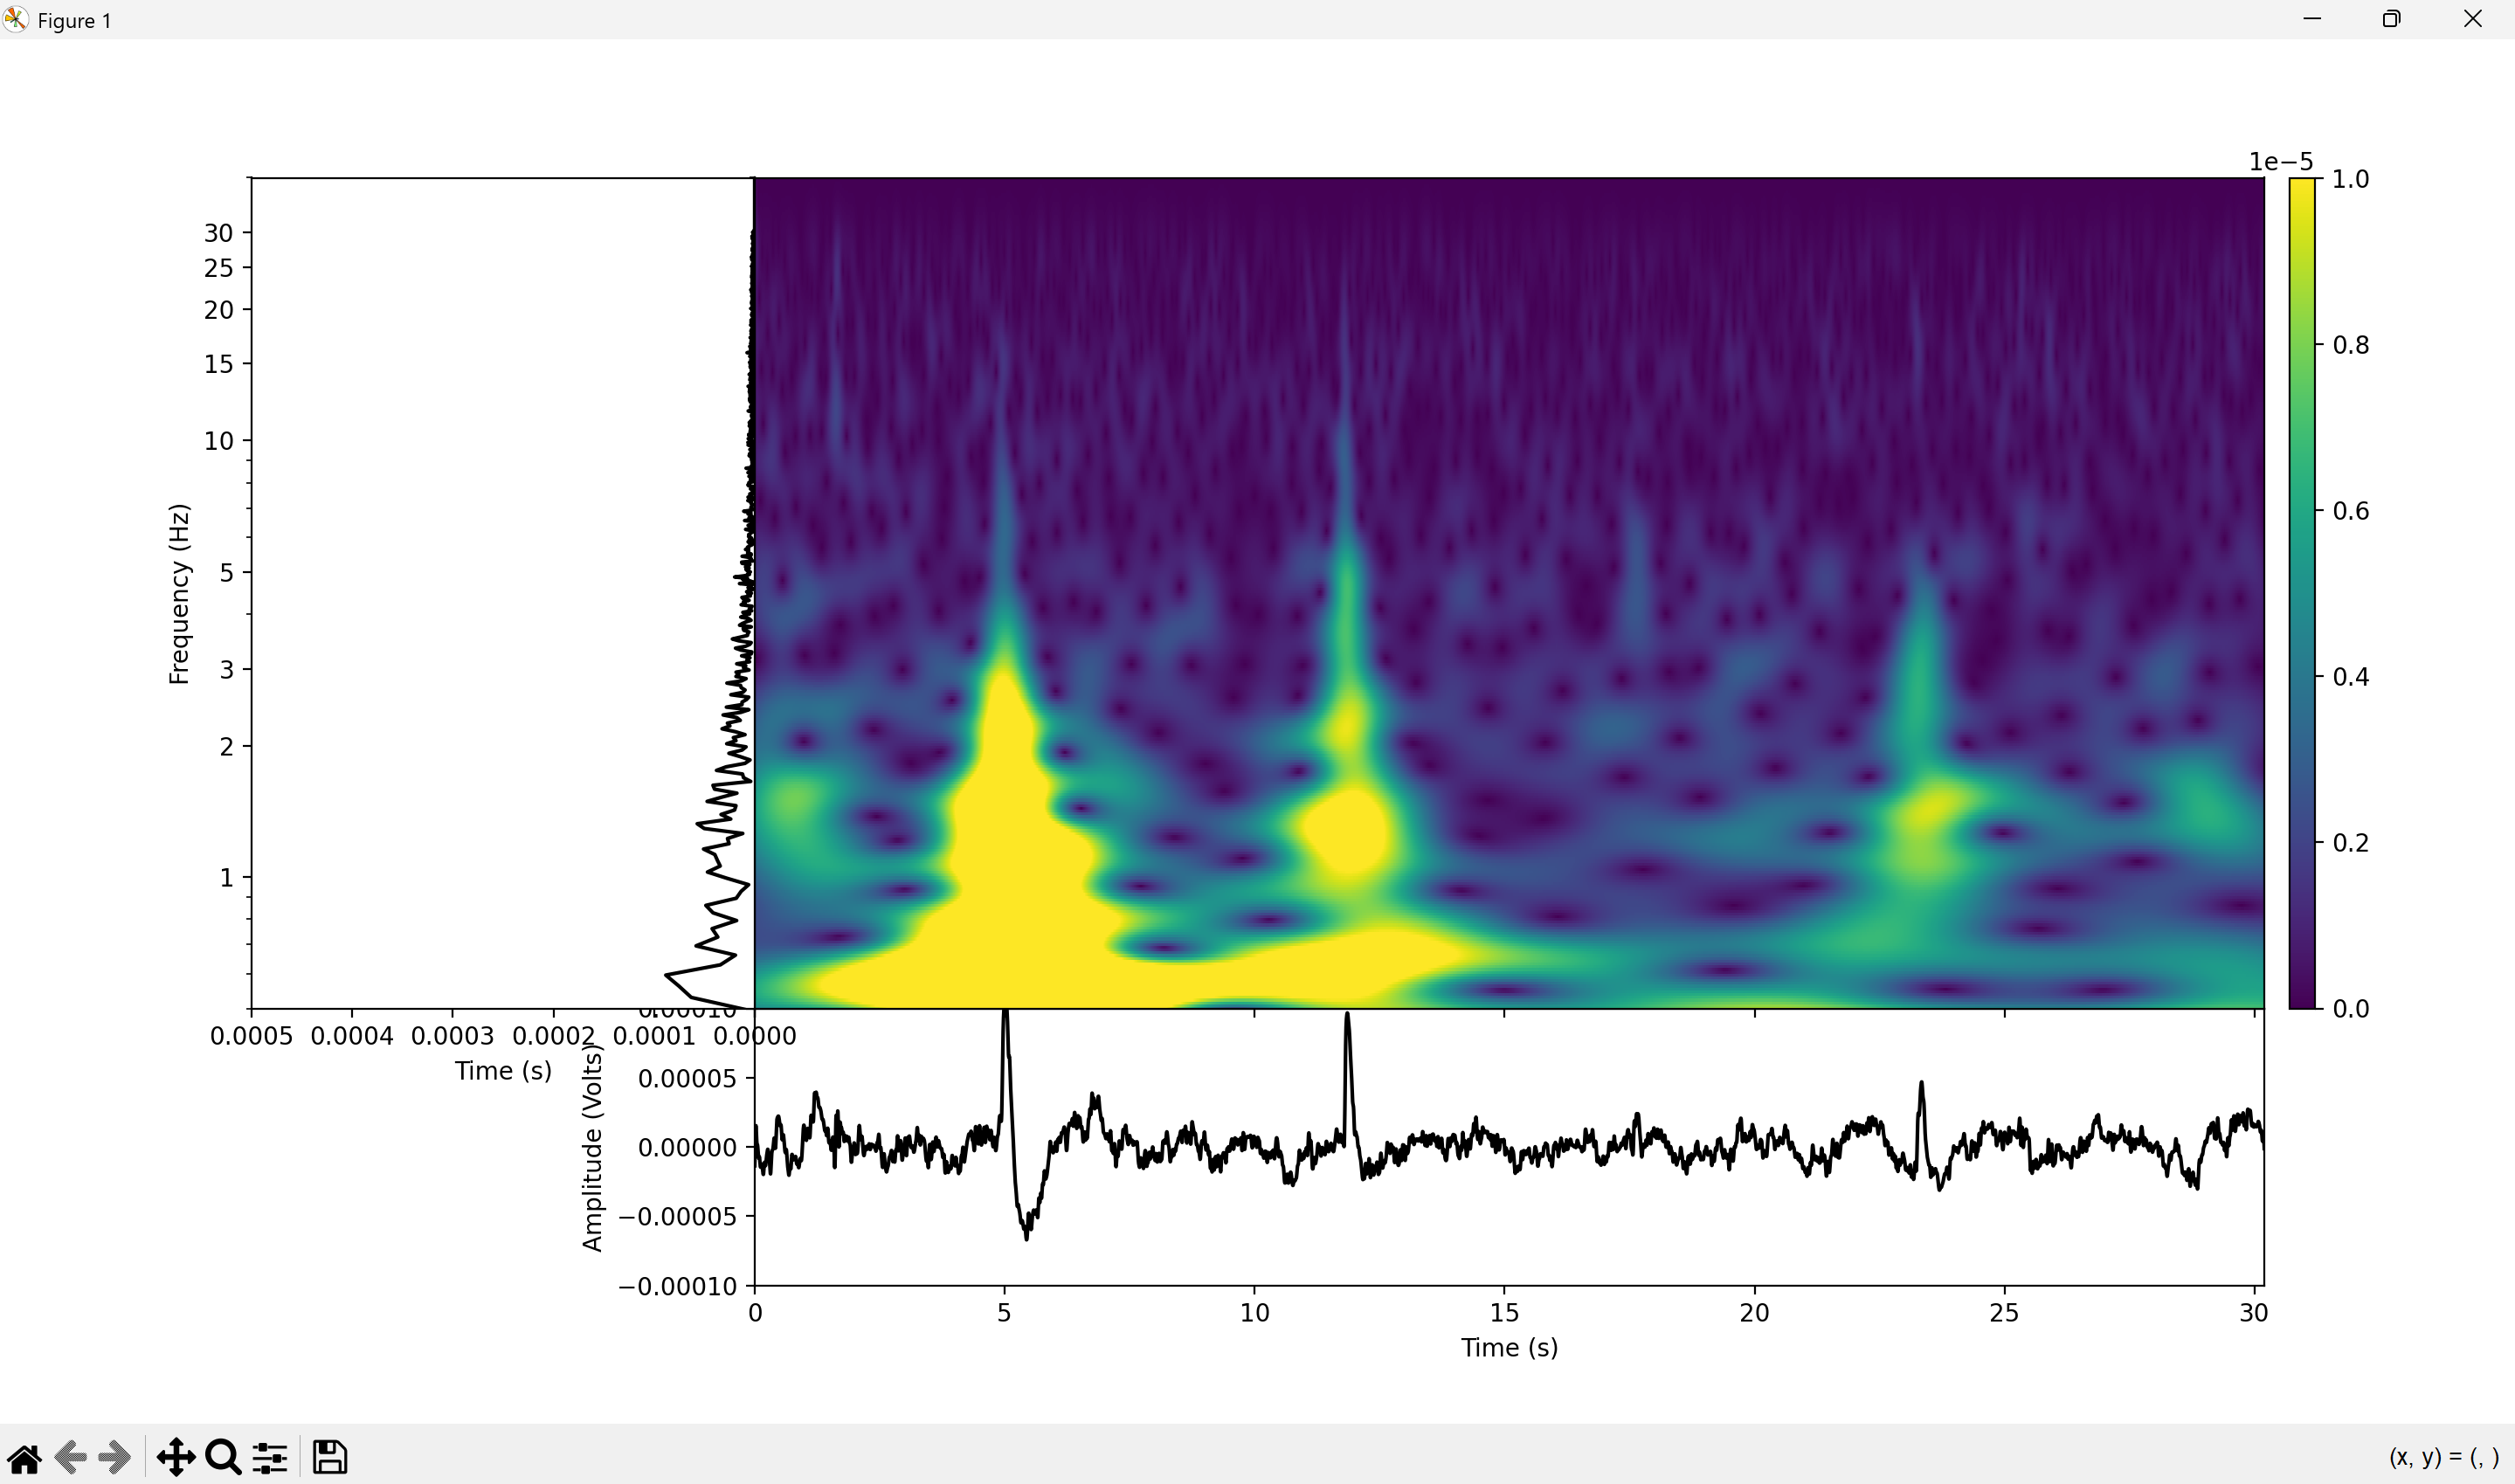 Figure 1
1e−5
1.0
30
25
20
0.8
15
10
0.6
5
Frequency (Hz)
3
0.4
2
0.2
1
0.0
0.0005 0.0004 0.0003 0.0002 0.0001 0.0000
Time (s)
0.00010
0.00005
Amplitude (Volts)
0.00000
−0.00005
−0.00010
0 5 10 15 20 25 30
Time (s)
(x, y) = (, )